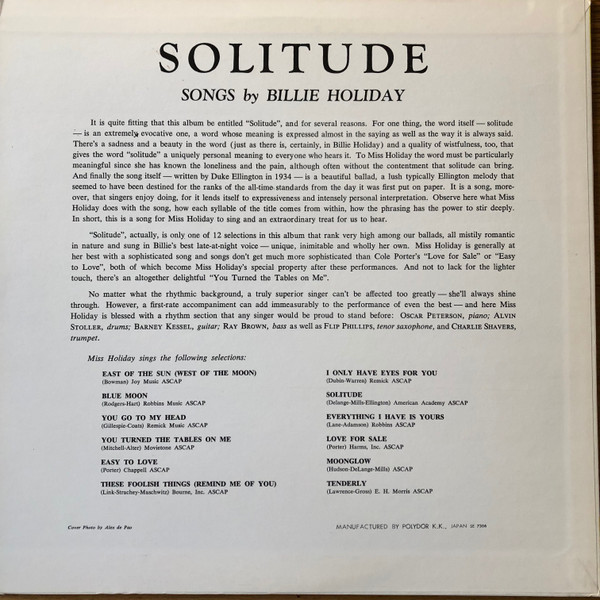 SOLITUDE
SONGS by BILLIE HOLIDAY
It is quite fitting that this album be entitled “Solitude”, and for several reasons. For one thing, the word itself — solitude
— is an extremely evocative one, a word whose meaning is expressed almost in the saying as well as the way it is always said.
There's a sadness and a beauty in the word (just as there is, certainly, in Billie Holiday) and a quality of wistfulness, too, that
gives the word “solitude” a uniquely personal meaning to everyone who hears it. To Miss Holiday the word must be particularly
meaningful since she has known the loneliness and the pain, although often without the contentment that solitude can bring.
And finally the song itself — written by Duke Ellington in 1934 — is a beautiful ballad, a lush typically Ellington melody that
seemed to have been destined for the ranks of the all-time-standards from the day it was first put on paper. It is a song, more-
over, that singers enjoy doing, for it lends itself to expressiveness and intensely personal interpretation. Observe here what Miss
Holiday does with the song, how each syllable of the title comes from within, how the phrasing has the power to stir deeply.
In short, this is a song for Miss Holiday to sing and an extraordinary treat for us to hear.
“Solitude”, actually, is only one of 12 selections in this album that rank very high among our ballads, all mistily romantic
in nature and sung in Billie's best late-at-night voice — unique, inimitable and wholly her own. Miss Holiday is generally at
her best with a sophisticated song and songs don't get much more sophisticated than Cole Porter's “Love for Sale” or “Easy
to Love”, both of which become Miss Holiday's special property after these performances. And not to lack for the lighter
touch, there's an altogether delightful “You Turned the Tables on Me”.
No matter what the rhythmic background, a truly superior singer can't be affected too greatly — she'll always shine
through. However, a first-rate accompaniment can add immeasurably to the performance of even the best — and here Miss
Holiday is blessed with a rhythm section that any singer would be proud to stand before: OSCAR PETERSON, piano; ALVIN
STOLLER, drums; BARNEY KESSEL, guitar; RAY BROWN, bass as well as FLIP PHILLIPS, tenor saxophone, and CHARLIE SHAVERS,
trumpet.
Miss Holiday sings the following selections:
EAST OF THE SUN (WEST OF THE MOON)
(Bowman) Joy Music ASCAP
BLUE MOON
(Rodgers-Hart) Robbins Music ASCAP
YOU GO TO MY HEAD
(Gillespie-Coats) Remick Music ASCAP
YOU TURNED THE TABLES ON ME
(Mitchell-Alter) Movietone ASCAP
EASY TO LOVE
(Porter) Chappell ASCAP
THESE FOOLISH THINGS (REMIND ME OF YOU)
(Link-Strachey-Maschwitz) Bourne, Inc. ASCAP
I ONLY HAVE EYES FOR YOU
(Dubin-Warren) Remick ASCAP
SOLITUDE
(Delange-Mills-Ellington) American Academy ASCAP
EVERYTHING I HAVE IS YOURS
(Lane-Adamson) Robbins ASCAP
LOVE FOR SALE
(Porter) Harms, Inc. ASCAP
MOONGLOW
(Hudson-DeLange-Mills) ASCAP
TENDERLY
(Lawrence-Gross) E. H. Morris ASCAP
Cover Photo by Alex de Pao
MANUFACTURED BY POLYDOR K.K., JAPAN